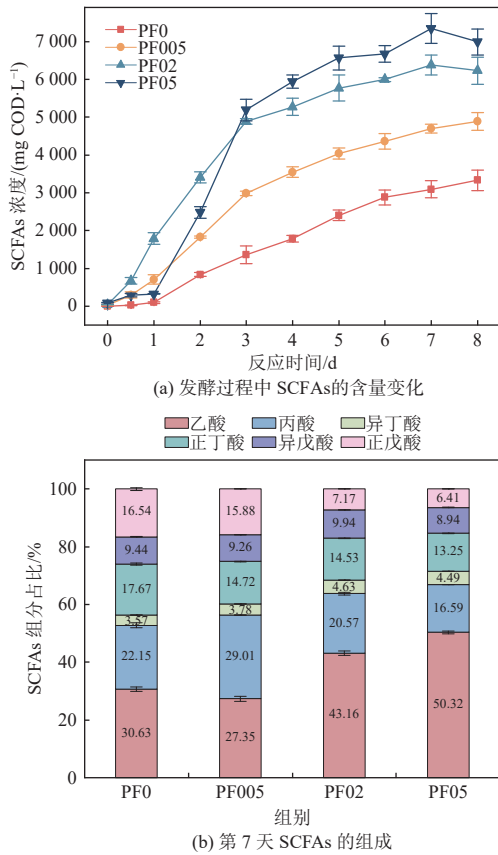 PF0
PF005
PF02
PF05
7 000
6 000
5 000
4 000
3 000
2 000
1 000
0
SCFAs 浓度/(mg COD·L⁻¹)
0 1 2 3 4 5 6 7 8
反应时间/d
(a) 发酵过程中 SCFAs的含量变化
乙酸 丙酸 异丁酸
正丁酸 异戊酸 正戊酸
100
80
60
40
20
0
SCFAs 组分占比/%
16.54 15.88 7.17 6.41
9.44 9.26 9.94 8.94
17.67 14.72 14.53 13.25
3.57 3.78 4.63 4.49
22.15 29.01 20.57 16.59
30.63 27.35 43.16 50.32
PF0 PF005 PF02 PF05
组别
(b) 第 7 天 SCFAs 的组成